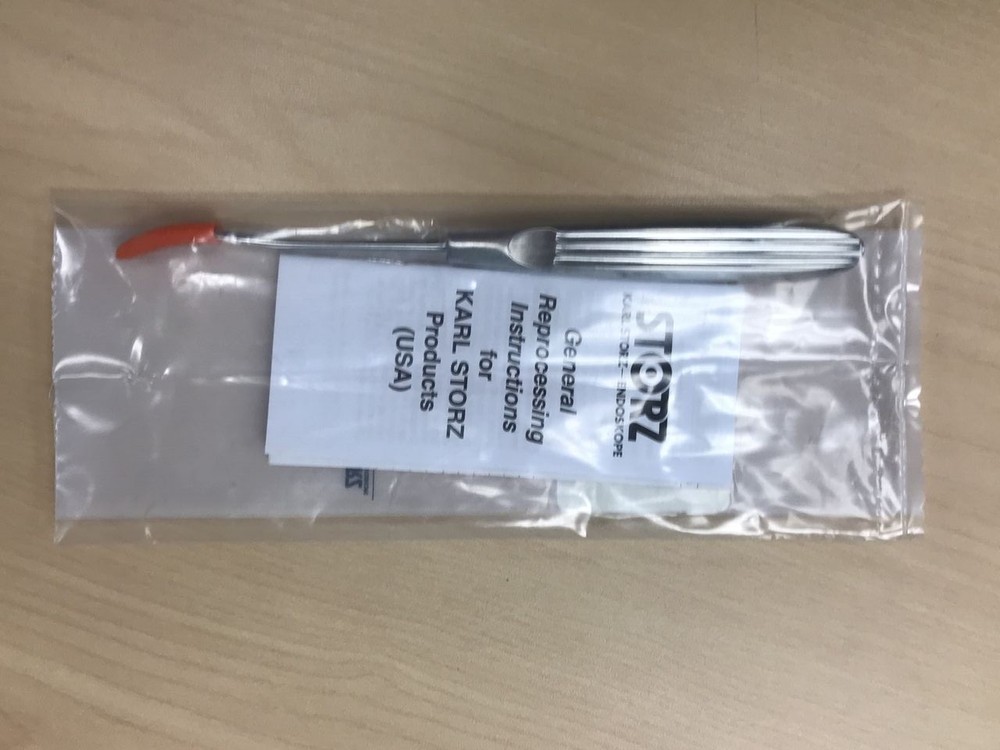 STORZ
KARL STORZ—ENDOSKOPE
General
Reprocessing
Instructions
for
KARL STORZ
Products
(USA)